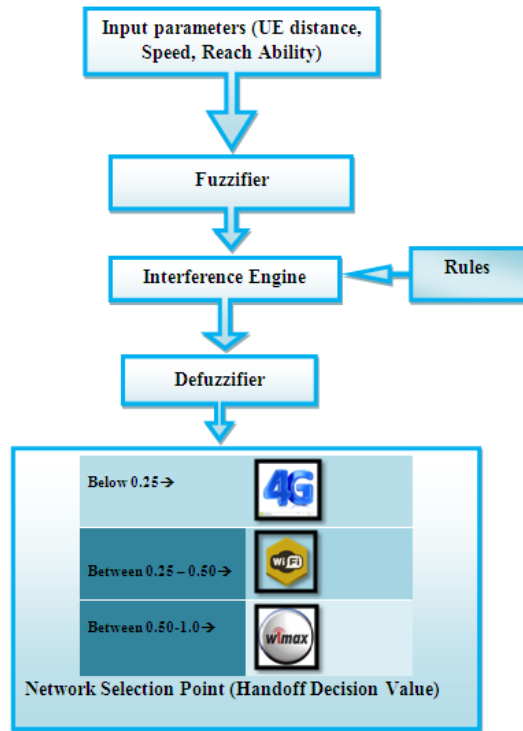 Input parameters (UE distance,
Speed, Reach Ability)
Fuzzifier
Interference Engine
Rules
Defuzzifier
Below 0.25→
4G
Between 0.25 – 0.50→
WiFi
Between 0.50-1.0→
wimax
Network Selection Point (Handoff Decision Value)